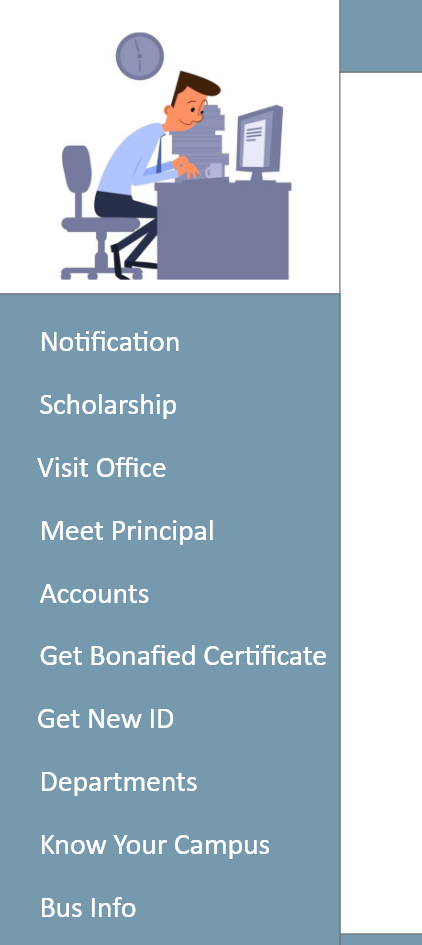 Notification
Scholarship
Visit Office
Meet Principal
Accounts
Get Bonafied Certificate
Get New ID
Departments
Know Your Campus
Bus Info